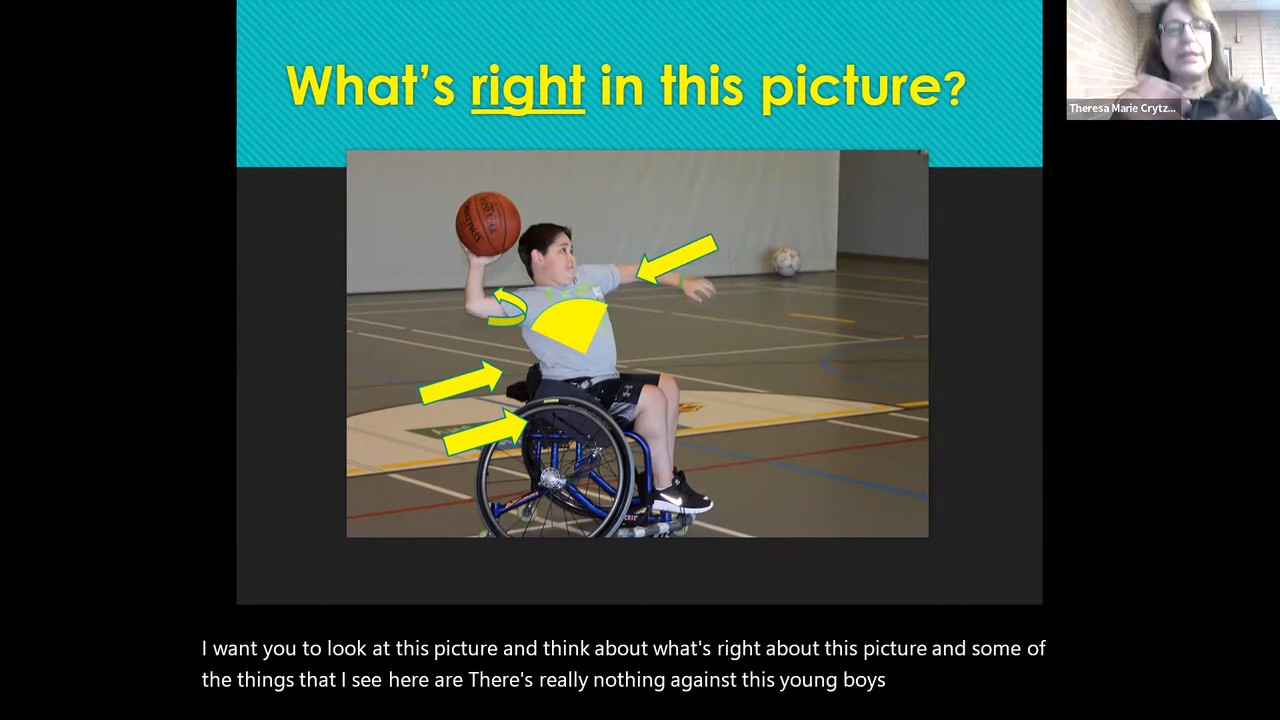 What's right in this picture?
Theresa Marie Crytz...
SPALDING
I want you to look at this picture and think about what's right about this picture and some of
the things that I see here are There's really nothing against this young boys